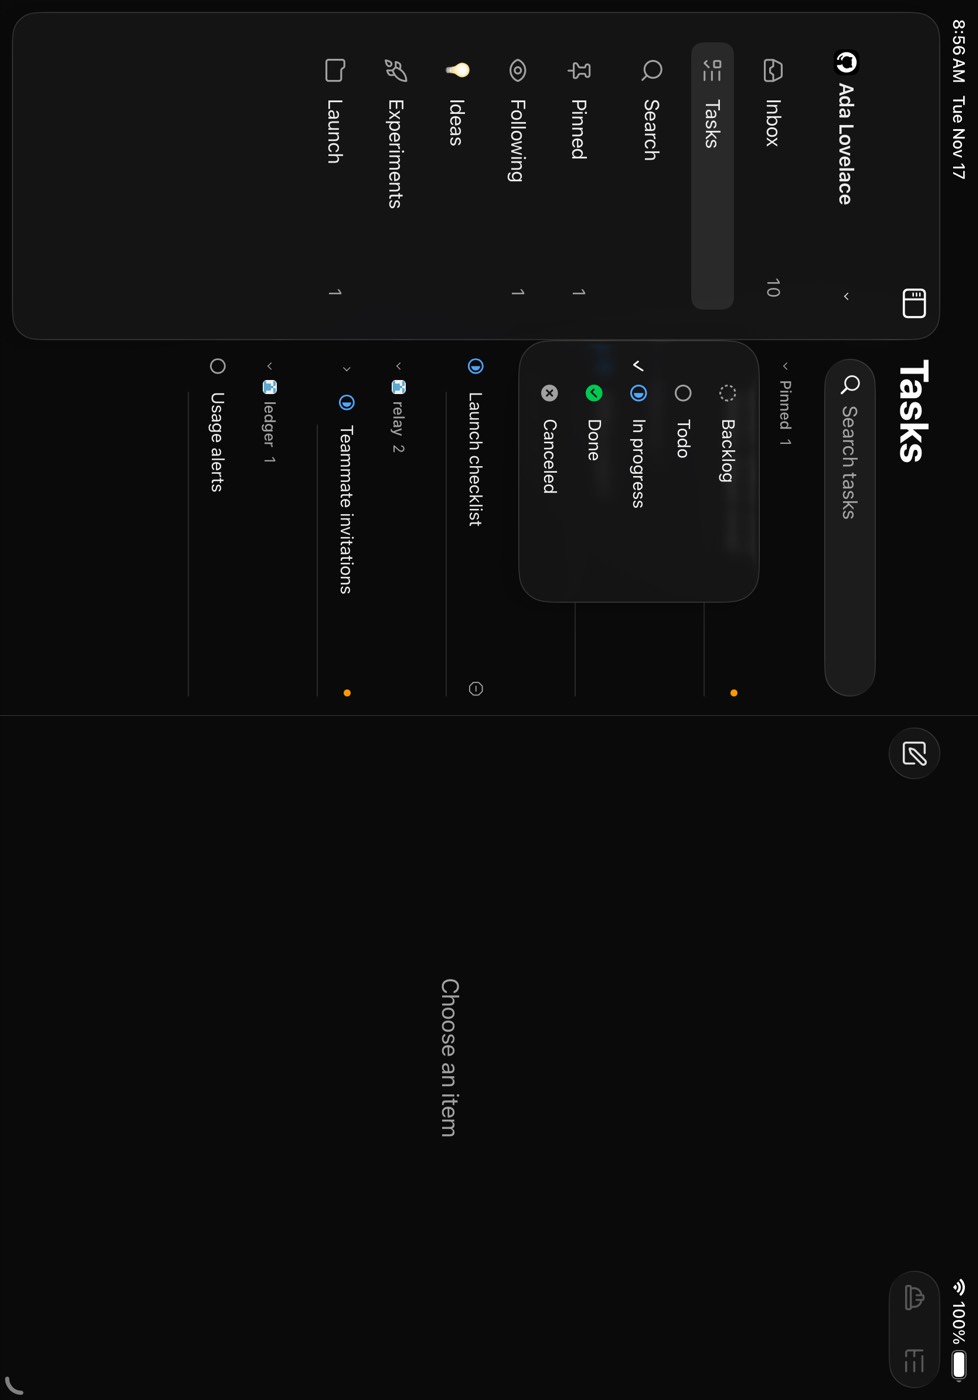 8:56 AM Tue Nov 17
100%
Ada Lovelace
Inbox 10
Tasks
Search
Pinned 1
Following 1
Ideas
Experiments
Launch 1
Tasks
Search tasks
Pinned 1
Backlog
Todo
In progress
Done
Canceled
Launch checklist
relay 2
Teammate invitations
ledger 1
Usage alerts
Choose an item